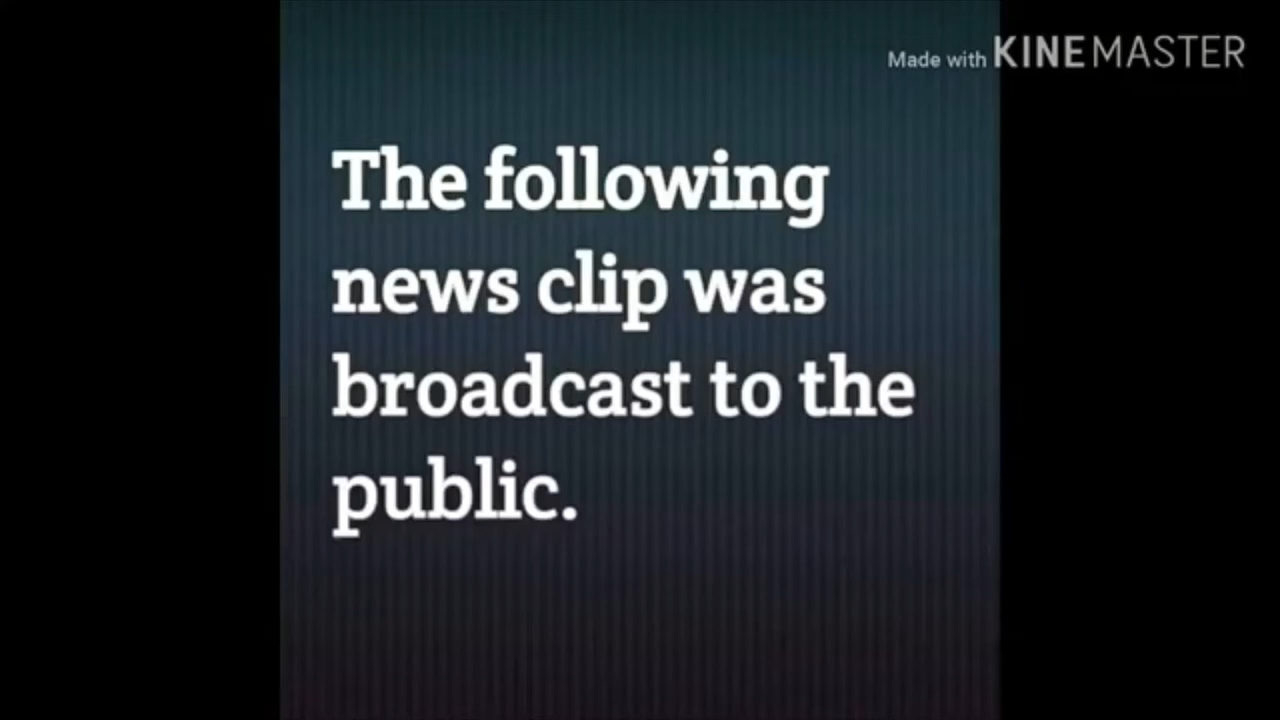 Made with KINEMASTER
The following
news clip was
broadcast to the
public.